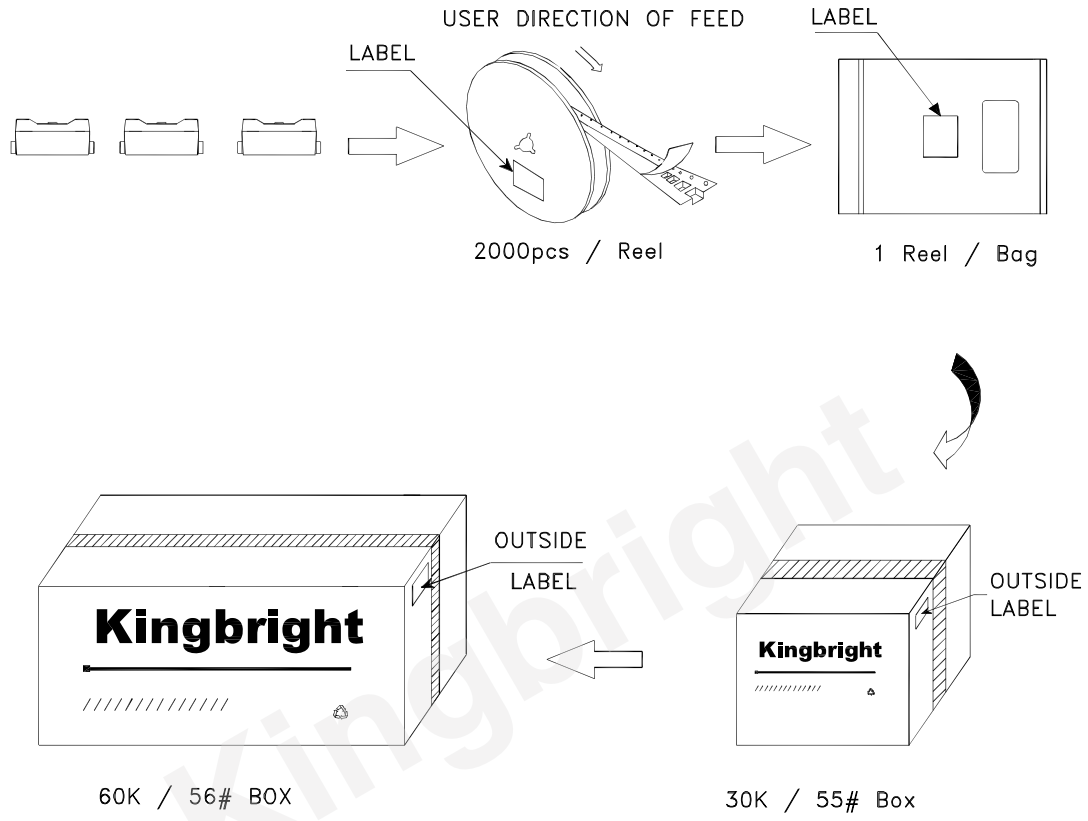 USER DIRECTION OF FEED
LABEL
LABEL
2000pcs / Reel
1 Reel / Bag
OUTSIDE
LABEL
Kingbright
60K / 56# BOX
OUTSIDE
LABEL
Kingbright
30K / 55# Box
Kingbright